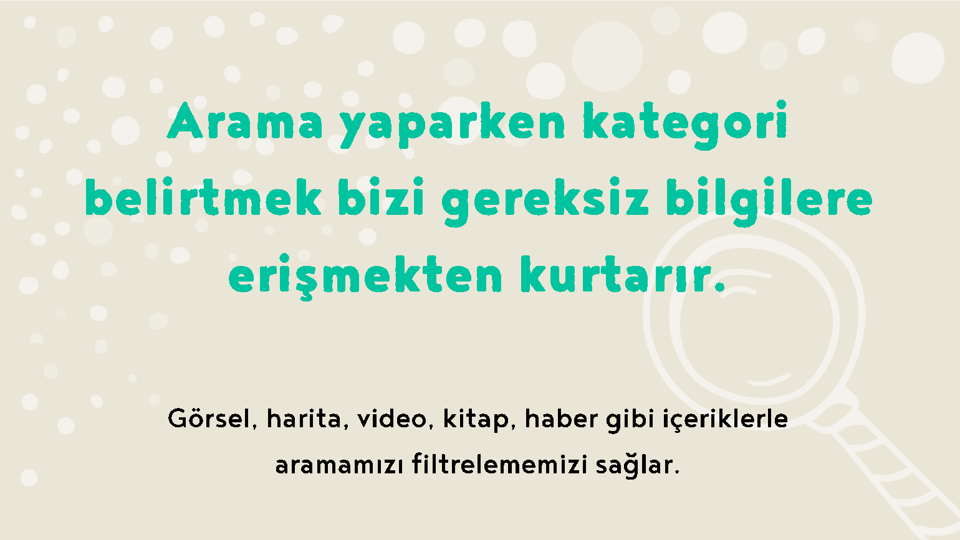 Arama yaparken kategori
belirtmek bizi gereksiz bilgilere
erişmekten kurtarır.
Görsel, harita, video, kitap, haber gibi içeriklerle
aramamızı filtrelememizi sağlar.